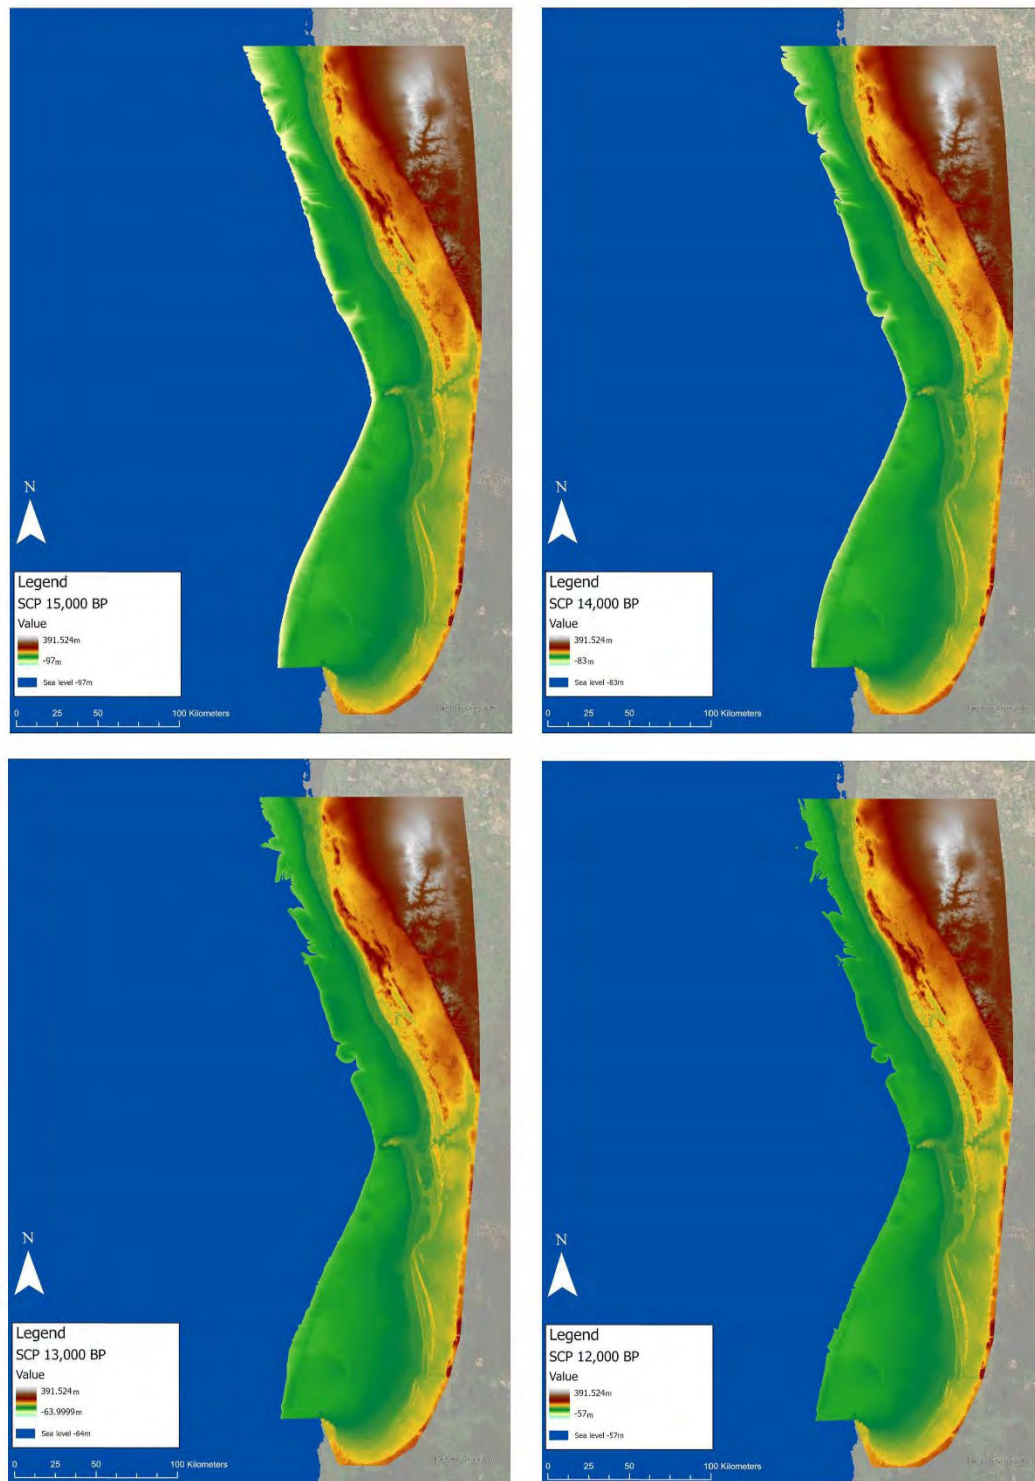 N
Legend
SCP 15,000 BP
Value
391.524m
-97m
Sea level -97m
0 25 50 100 Kilometers
N
Legend
SCP 14,000 BP
Value
391.524m
-83m
Sea level -83m
0 25 50 100 Kilometers
N
Legend
SCP 13,000 BP
Value
391.524m
-63.9999m
Sea level -64m
0 25 50 100 Kilometers
N
Legend
SCP 12,000 BP
Value
391.524m
-57m
Sea level -57m
0 25 50 100 Kilometers